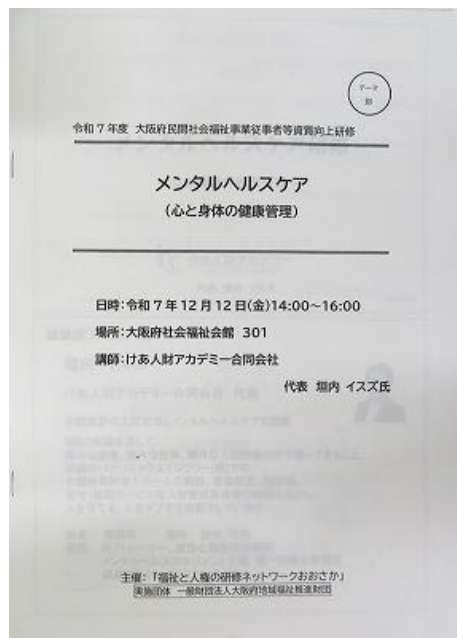 テーマ
別
令和7年度 大阪府民間社会福祉事業従事者等資質向上研修
メンタルヘルスケア
(心と身体の健康管理)
日時:令和7年12月12日(金)14:00~16:00
場所:大阪府社会福祉会館 301
講師:けあ人財アカデミー合同会社
代表 垣内 イスズ氏
主催:「福祉と人権の研修ネットワークおおさか」
実施団体 一般財団法人大阪府地域福祉推進財団